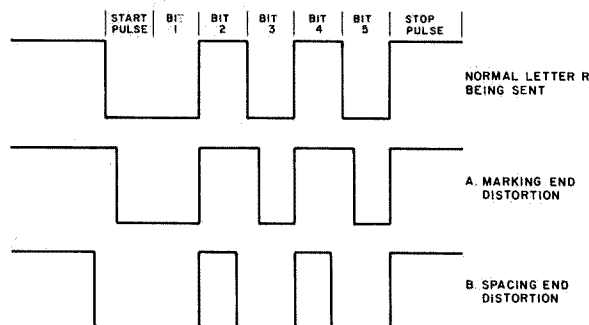 START PULSE
BIT 1
BIT 2
BIT 3
BIT 4
BIT 5
STOP PULSE
NORMAL LETTER R
BEING SENT
A. MARKING END
DISTORTION
B. SPACING END
DISTORTION